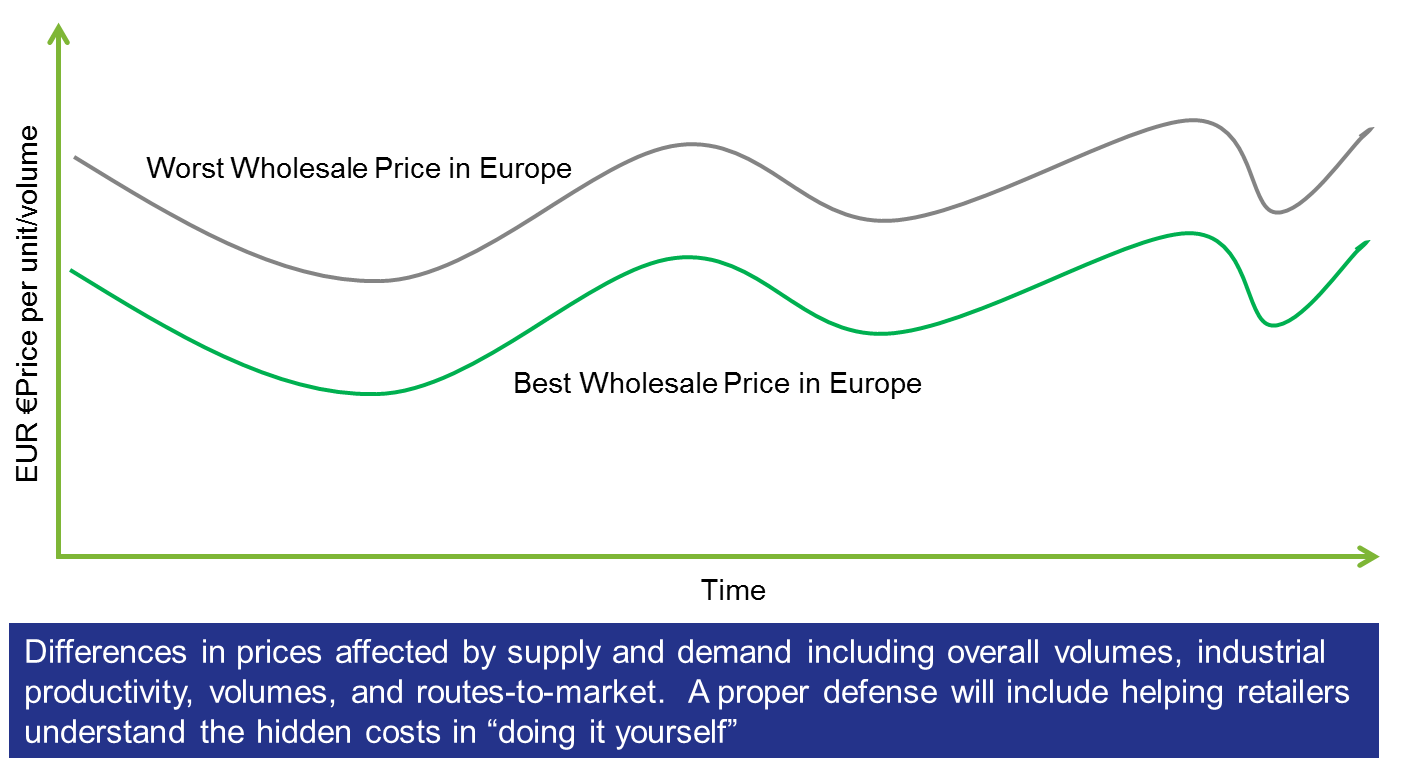 EUR €Price per unit/volume
Worst Wholesale Price in Europe
Best Wholesale Price in Europe
Time
Differences in prices affected by supply and demand including overall volumes, industrial
productivity, volumes, and routes-to-market. A proper defense will include helping retailers
understand the hidden costs in “doing it yourself”